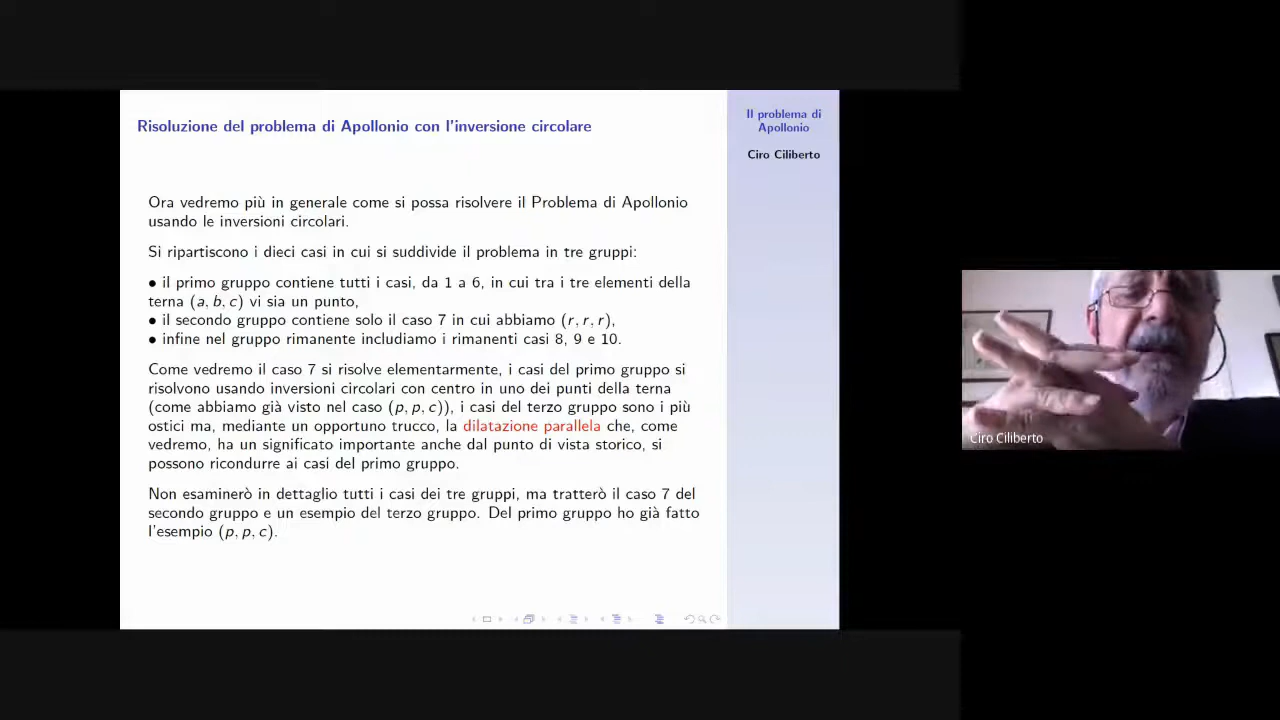 Risoluzione del problema di Apollonio con l'inversione circolare
Il problema di
Apollonio
Ciro Ciliberto
Ora vedremo più in generale come si possa risolvere il Problema di Apollonio
usando le inversioni circolari.
Si ripartiscono i dieci casi in cui si suddivide il problema in tre gruppi:
• il primo gruppo contiene tutti i casi, da 1 a 6, in cui tra i tre elementi della
terna (a, b, c) vi sia un punto,
• il secondo gruppo contiene solo il caso 7 in cui abbiamo (r, r, r),
• infine nel gruppo rimanente includiamo i rimanenti casi 8, 9 e 10.
Come vedremo il caso 7 si risolve elementarmente, i casi del primo gruppo si
risolvono usando inversioni circolari con centro in uno dei punti della terna
(come abbiamo già visto nel caso (p, p, c)), i casi del terzo gruppo sono i più
ostici ma, mediante un opportuno trucco, la dilatazione parallela che, come
vedremo, ha un significato importante anche dal punto di vista storico, si
possono ricondurre ai casi del primo gruppo.
Non esaminerò in dettaglio tutti i casi dei tre gruppi, ma tratterò il caso 7 del
secondo gruppo e un esempio del terzo gruppo. Del primo gruppo ho già fatto
l'esempio (p, p, c).
Ciro Ciliberto